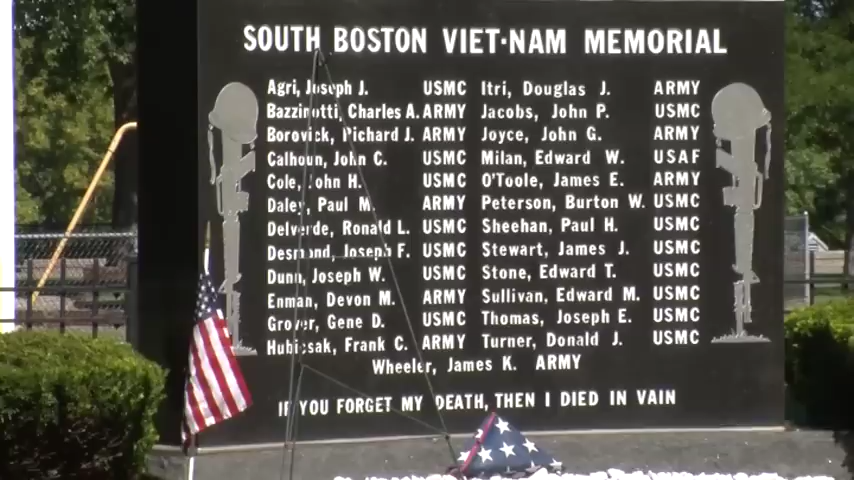 SOUTH BOSTON VIET·NAM MEMORIAL
Agri, Joseph J. USMC Itri, Douglas J. ARMY
Bazzinotti, Charles A. ARMY Jacobs, John P. USMC
Borovick, Richard J. ARMY Joyce, John G. ARMY
Calhoun, John C. USMC Milan, Edward W. USAF
Cole, John H. USMC O'Toole, James E. ARMY
Daley, Paul M. ARMY Peterson, Burton W. USMC
Delverde, Ronald L. USMC Sheehan, Paul H. USMC
Desmond, Joseph F. USMC Stewart, James J. USMC
Dunn, Joseph W. USMC Stone, Edward T. USMC
Enman, Devon M. ARMY Sullivan, Edward M. USMC
Grover, Gene D. USMC Thomas, Joseph E. USMC
Hubicsak, Frank C. ARMY Turner, Donald J. USMC
Wheeler, James K. ARMY
IF YOU FORGET MY DEATH, THEN I DIED IN VAIN